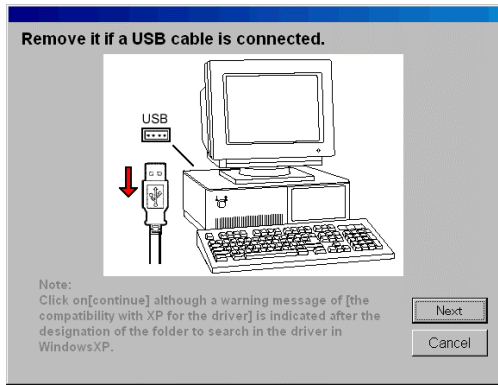 Remove it if a USB cable is connected.
USB
Note:
Click on[continue] although a warning message of [the
compatibility with XP for the driver] is indicated after the
designation of the folder to search in the driver in
WindowsXP.
Next
Cancel